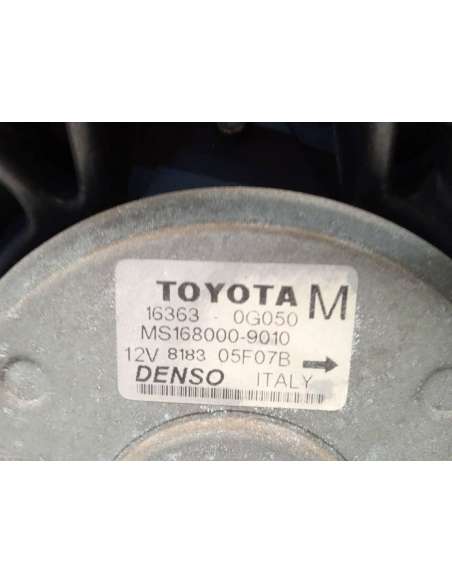 TOYOTA M
16363 - 0G050
MS168000-9010
12V 8183 05F07B →
DENSO ITALY